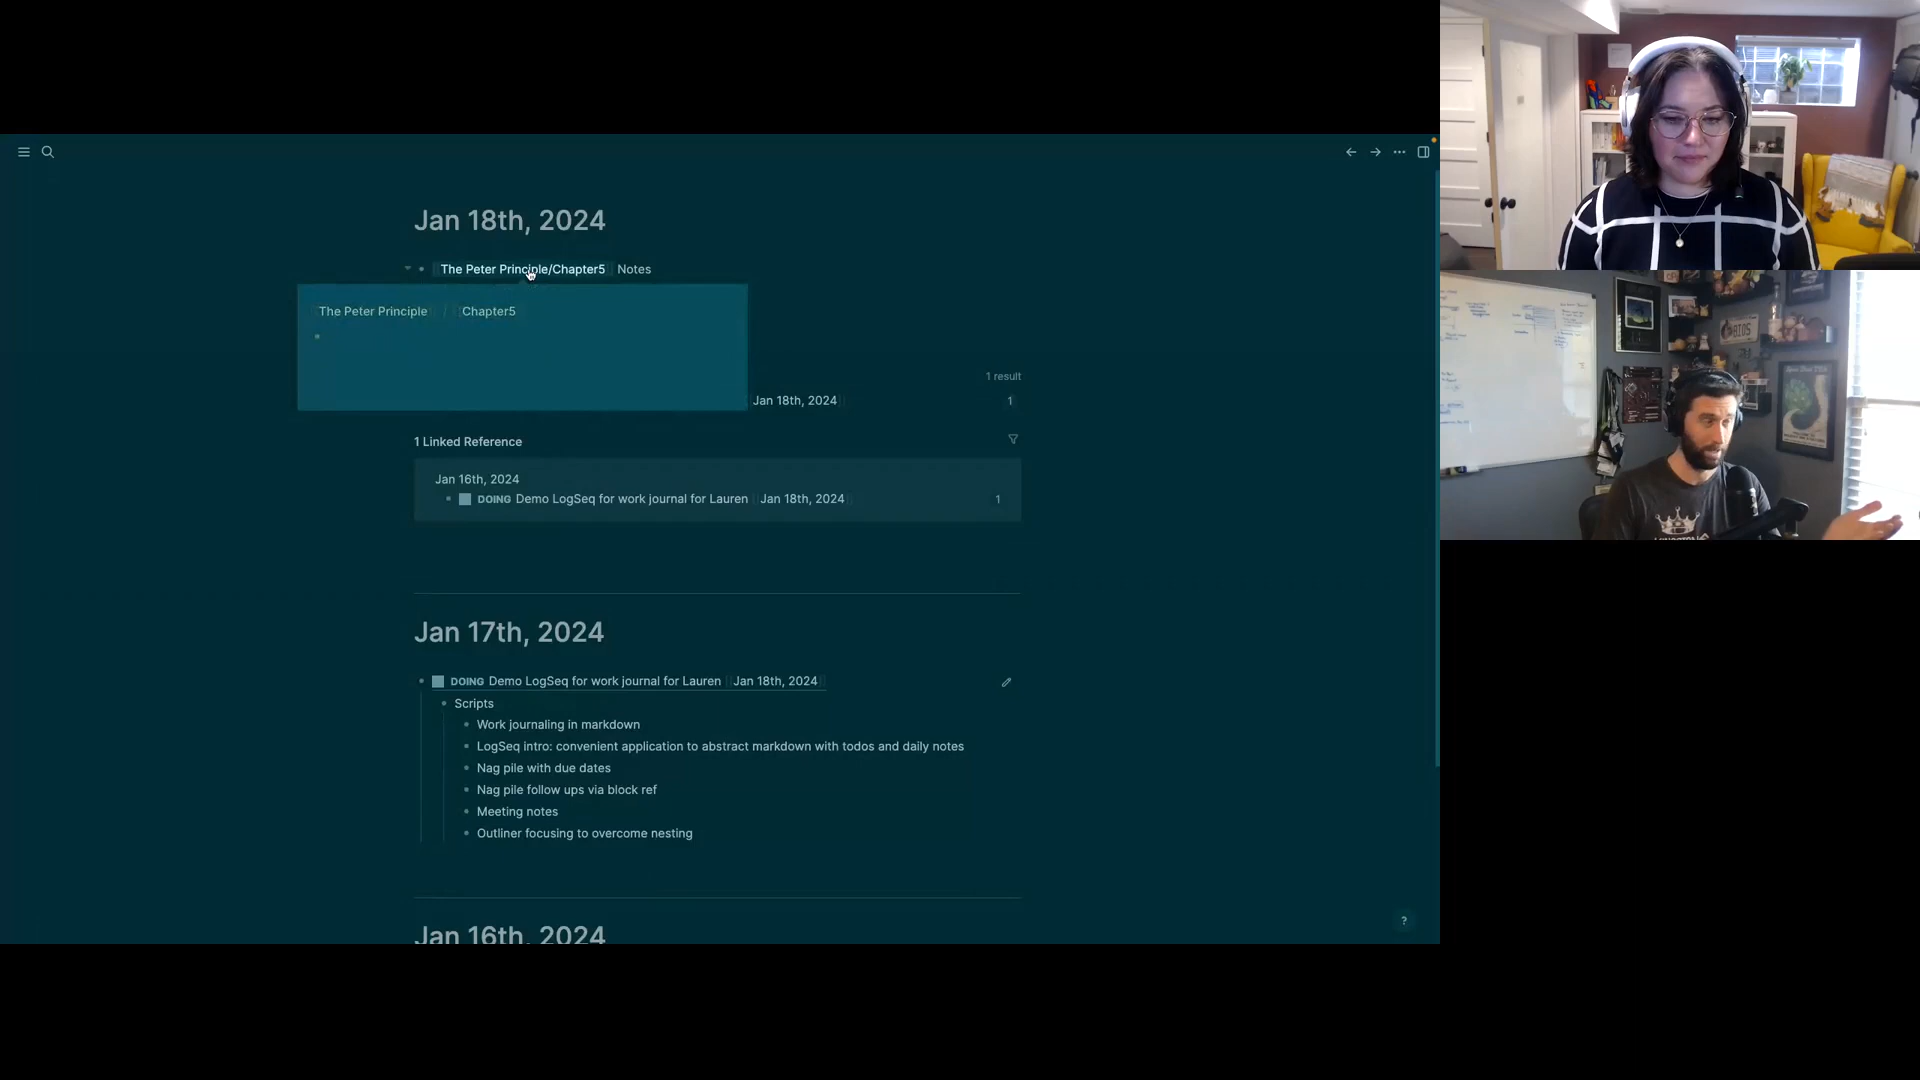 Jan 18th, 2024
The Peter Principle/Chapter5 Notes
The Peter Principle / Chapter5
1 result
Jan 18th, 2024 1
1 Linked Reference
Jan 16th, 2024
DOING Demo LogSeq for work journal for Lauren Jan 18th, 2024 1
Jan 17th, 2024
DOING Demo LogSeq for work journal for Lauren Jan 18th, 2024
Scripts
Work journaling in markdown
LogSeq intro: convenient application to abstract markdown with todos and daily notes
Nag pile with due dates
Nag pile follow ups via block ref
Meeting notes
Outliner focusing to overcome nesting
Jan 16th, 2024
?
BIOS